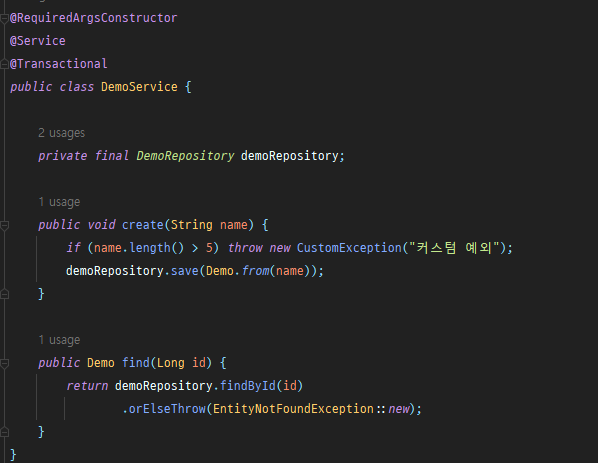 @RequiredArgsConstructor
@Service
@Transactional
public class DemoService {
2 usages
private final DemoRepository demoRepository;
1 usage
public void create(String name) {
if (name.length() > 5) throw new CustomException("커스텀 예외");
demoRepository.save(Demo.from(name));
}
1 usage
public Demo find(Long id) {
return demoRepository.findById(id)
.orElseThrow(EntityNotFoundException::new);
}
}